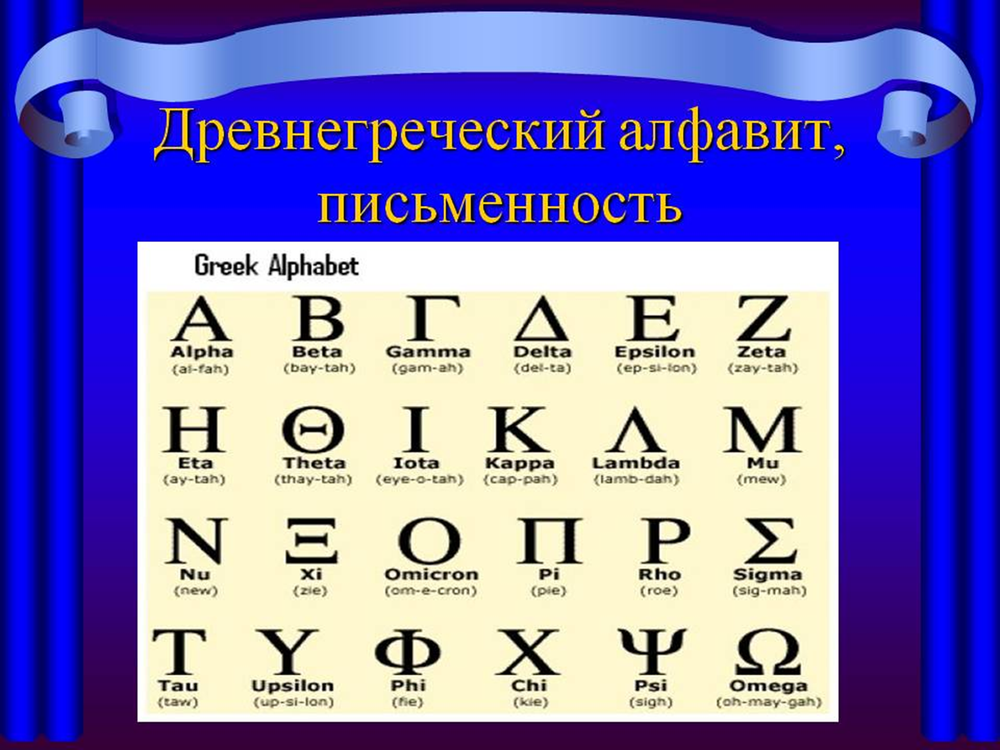 Древнегреческий алфавит,
письменность
Greek Alphabet
Α Β Γ Δ Ε Ζ
Alpha Beta Gamma Delta Epsilon Zeta
(al-fah) (bay-tah) (gam-ah) (del-ta) (ep-si-lon) (zay-tah)
Η Θ Ι Κ Λ Μ
Eta Theta Iota Kappa Lambda Mu
(ay-tah) (thay-tah) (eye-o-tah) (cap-pah) (lamb-dah) (mew)
Ν Ξ Ο Π Ρ Σ
Nu Xi Omicron Pi Rho Sigma
(new) (zie) (om-e-cron) (pie) (roe) (sig-mah)
Τ Υ Φ Χ Ψ Ω
Tau Upsilon Phi Chi Psi Omega
(taw) (up-si-lon) (fie) (kie) (sigh) (oh-may-gah)